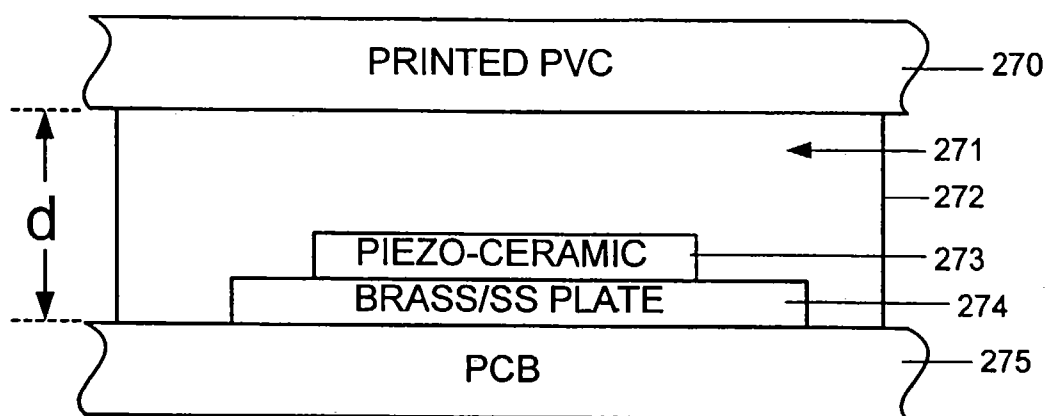 PRINTED PVC
270
271
272
d
PIEZO-CERAMIC
273
BRASS/SS PLATE
274
PCB
275